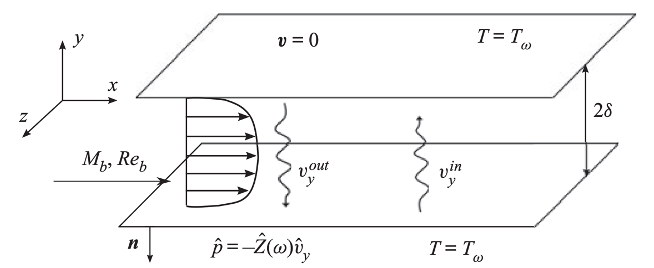 y
x
z
𝒗 = 0
T = T_ω
2δ
M_b, Re_b
v_y^{out}
v_y^{in}
n
p̂ = –Ẑ(ω)v̂_y
T = T_ω